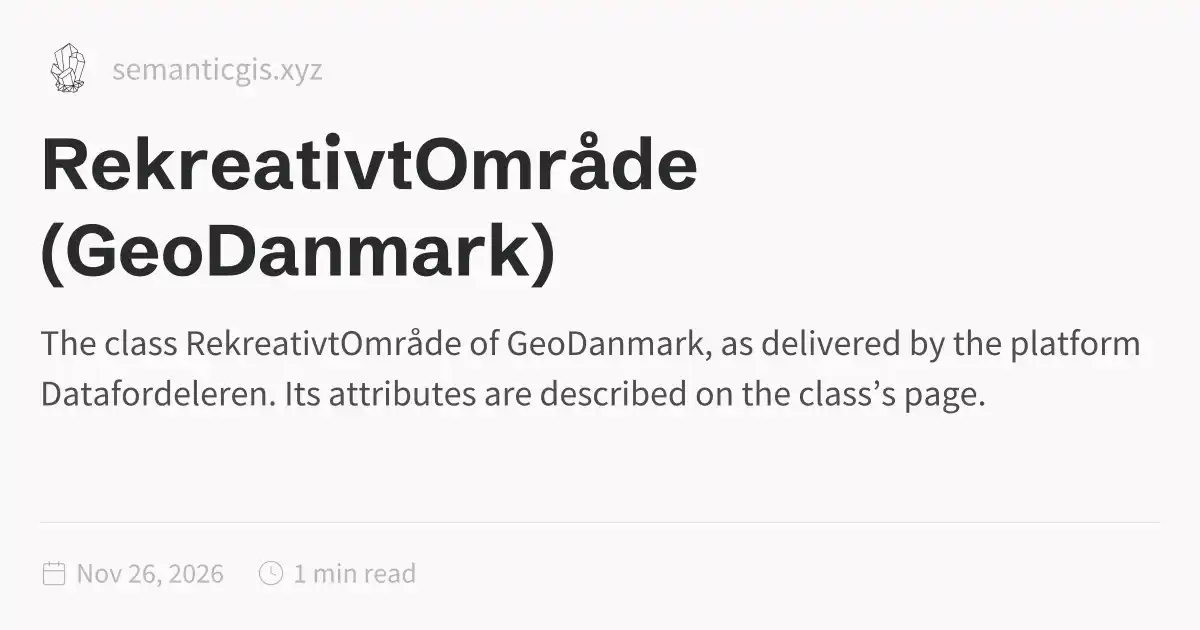 semanticgis.xyz
RekreativtOmråde
(GeoDanmark)
The class RekreativtOmråde of GeoDanmark, as delivered by the platform
Datafordeleren. Its attributes are described on the class’s page.
Nov 26, 2026 1 min read